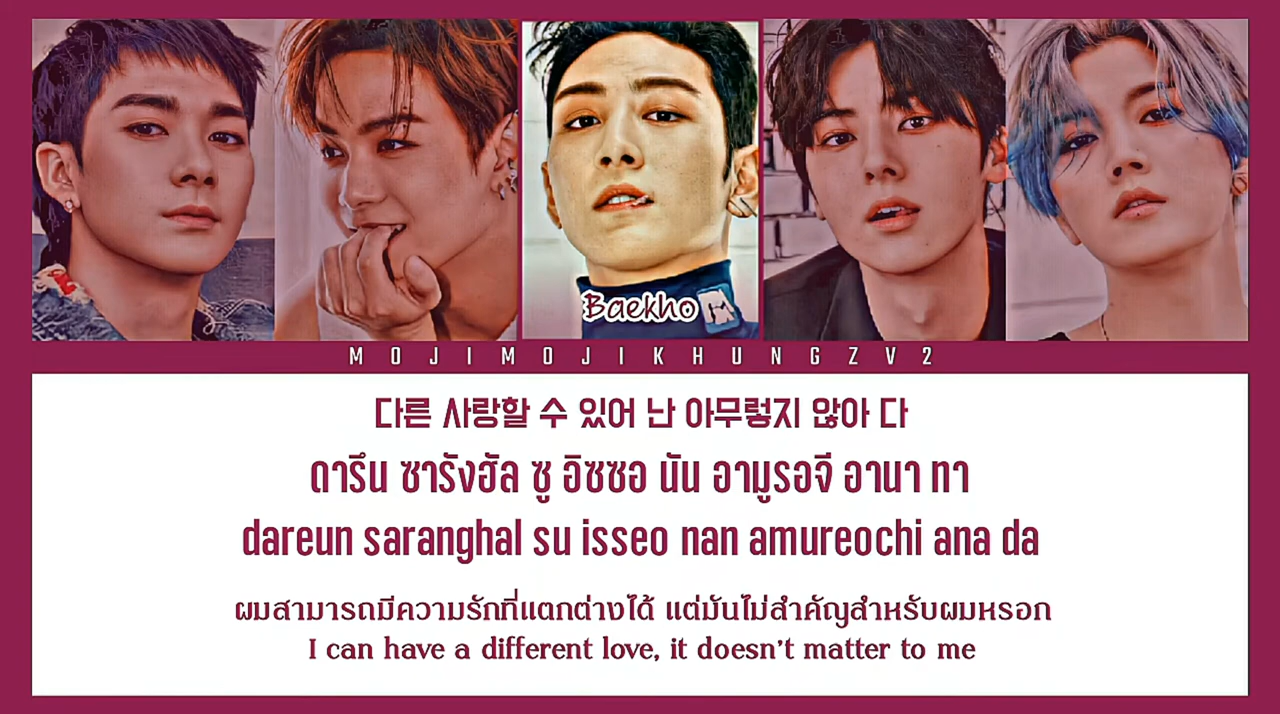 Baekho
MOJIMOJIKHUNGZV2
다른 사랑할 수 있어 난 아무렇지 않아 다
ดารึน ซารังฮัล ซู อิซซอ นัน อามูรอจี อานา ทา
dareun saranghal su isseo nan amureochi ana da
ผมสามารถมีความรักที่แตกต่างได้ แต่มันไม่สำคัญสำหรับผมหรอก
I can have a different love, it doesn't matter to me